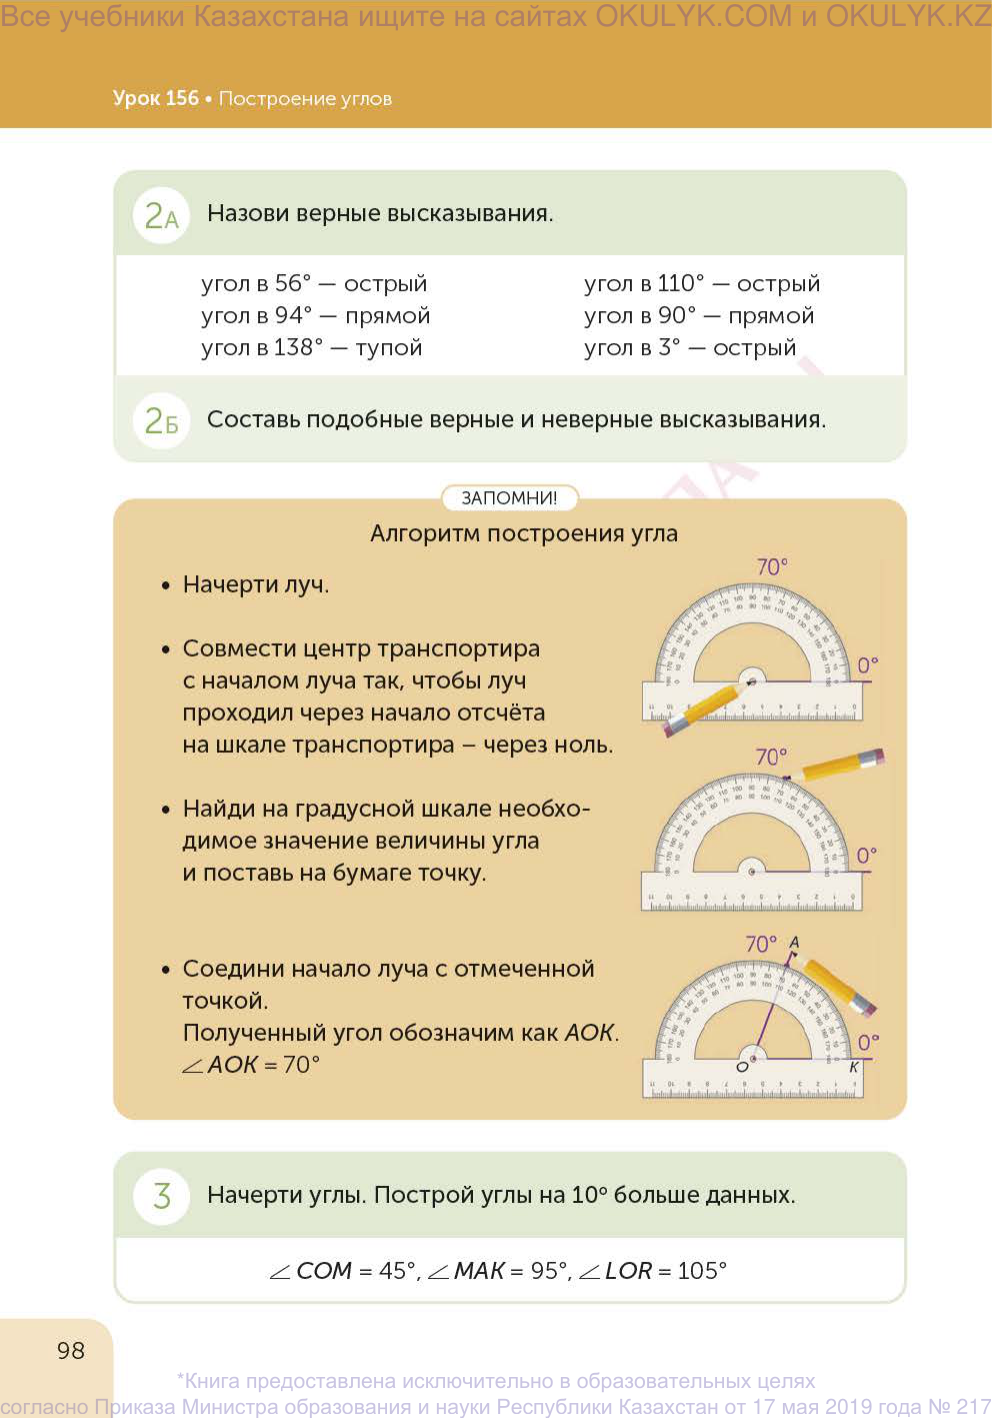 Все учебники Казахстана ищите на сайтах OKULYK.COM и OKULYK.KZ
Урок 156 • Построение углов
2А Назови верные высказывания.
угол в 56° — острый
угол в 94° — прямой
угол в 138° — тупой
угол в 110° — острый
угол в 90° — прямой
угол в 3° — острый
2Б Составь подобные верные и неверные высказывания.
ЗАПОМНИ!
Алгоритм построения угла
• Начерти луч.
• Совмести центр транспортира
с началом луча так, чтобы луч
проходил через начало отсчёта
на шкале транспортира – через ноль.
70°
0°
• Найди на градусной шкале необхо-
димое значение величины угла
и поставь на бумаге точку.
70°
0°
• Соедини начало луча с отмеченной
точкой.
Полученный угол обозначим как АОК.
∠ АОК = 70°
70° А
0°
О К
3 Начерти углы. Построй углы на 10º больше данных.
∠ СОМ = 45°, ∠ МАК = 95°, ∠ LOR = 105°
98
*Книга предоставлена исключительно в образовательных целях
согласно Приказа Министра образования и науки Республики Казахстан от 17 мая 2019 года № 217